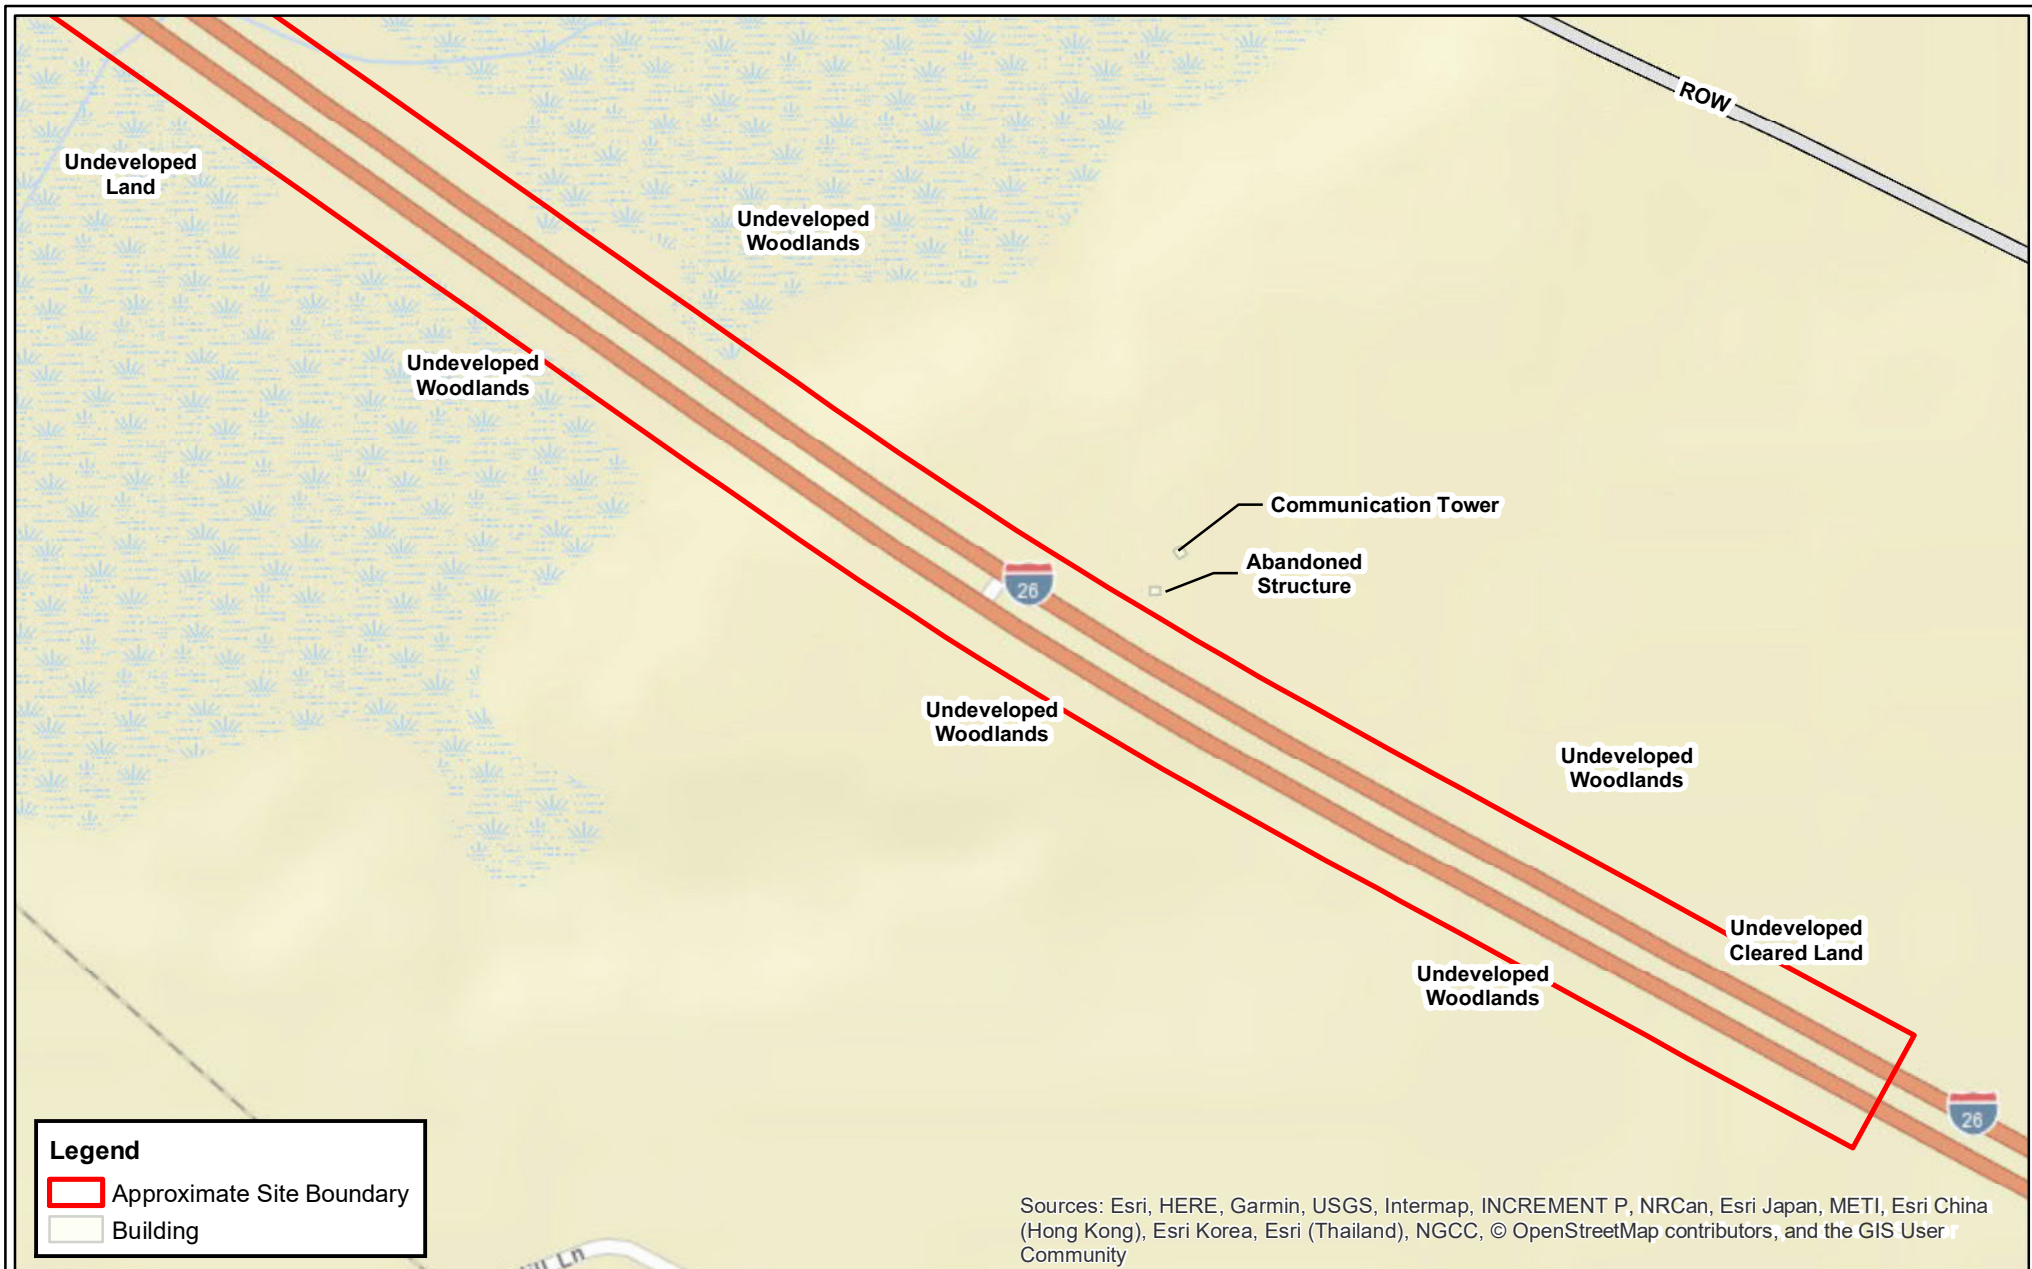 ROW
Undeveloped
Land
Undeveloped
Woodlands
Undeveloped
Woodlands
Communication Tower
Abandoned
Structure
26
Undeveloped
Woodlands
Undeveloped
Woodlands
Undeveloped
Cleared Land
Undeveloped
Woodlands
26
Legend
Approximate Site Boundary
Building
Sources: Esri, HERE, Garmin, USGS, Intermap, INCREMENT P, NRCan, Esri Japan, METI, Esri China
(Hong Kong), Esri Korea, Esri (Thailand), NGCC, © OpenStreetMap contributors, and the GIS User
Community
Ln